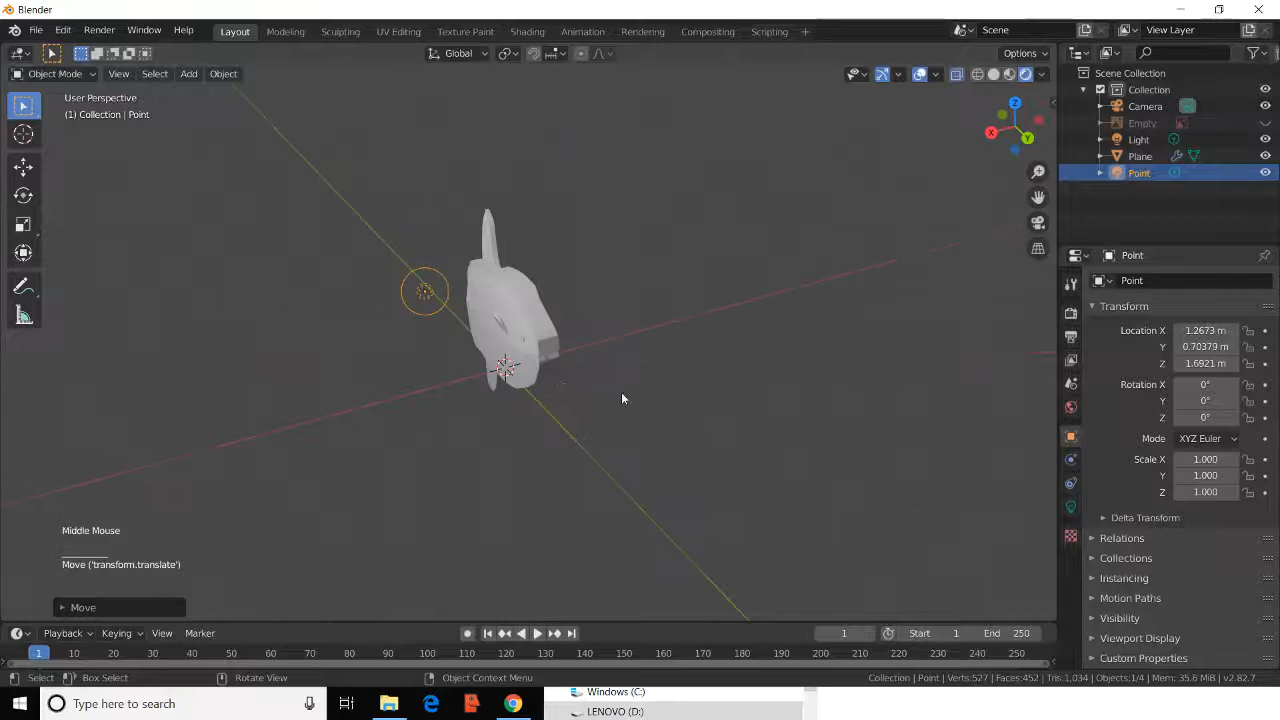 Blender
File Edit Render Window Help Layout Modeling Sculpting UV Editing Texture Paint Shading Animation Rendering Compositing Scripting + Scene View Layer
Global Options
Object Mode View Select Add Object
User Perspective
(1) Collection | Point
Z
X
Y
Scene Collection
Collection
Camera
Empty
Light
Plane
Point
Point
Point
Transform
Location X 1.2673 m
Y 0.70379 m
Z 1.6921 m
Rotation X 0°
Y 0°
Z 0°
Mode XYZ Euler
Scale X 1.000
Y 1.000
Z 1.000
Delta Transform
Relations
Collections
Instancing
Motion Paths
Visibility
Viewport Display
Custom Properties
Middle Mouse
Move ('transform.translate')
Move
Playback Keying View Marker 1 Start 1 End 250
1 10 20 30 40 50 60 70 80 90 100 110 120 130 140 150 160 170 180 190 200 210 220 230 240 250
Select Box Select Rotate View Object Context Menu Collection | Point | Verts:527 | Faces:452 | Tris:1,034 | Objects:1/4 | Mem: 35.8 MiB | v2.82.7
Type here to search
Windows (C:)
LENOVO (D:)